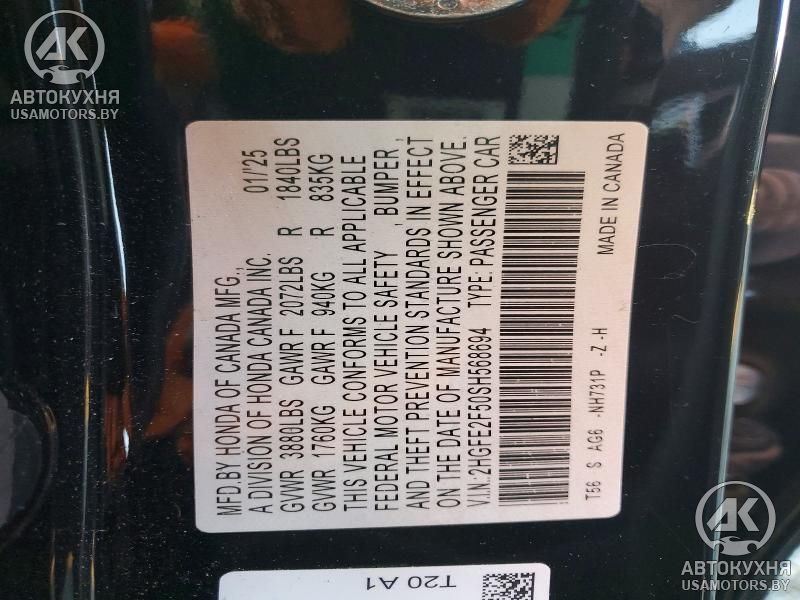 АК
АВТОКУХНЯ
USAMOTORS.BY
MFD.BY HONDA OF CANADA MFG.,
A DIVISION OF HONDA CANADA INC. 01/'25
GVWR 3880LBS GAWR F 2072LBS R 1840LBS
GVWR 1760KG GAWR F 940KG R 835KG
THIS VEHICLE CONFORMS TO ALL APPLICABLE
FEDERAL MOTOR VEHICLE SAFETY , BUMPER ,
AND THEFT PREVENTION STANDARDS IN EFFECT
ON THE DATE OF MANUFACTURE SHOWN ABOVE.
V.I.N.:2HGFE2F50SH568694 TYPE: PASSENGER CAR
T56 S AG6 -NH731P -Z -H
MADE IN CANADA
T20 A1
АК
АВТОКУХНЯ
USAMOTORS.BY